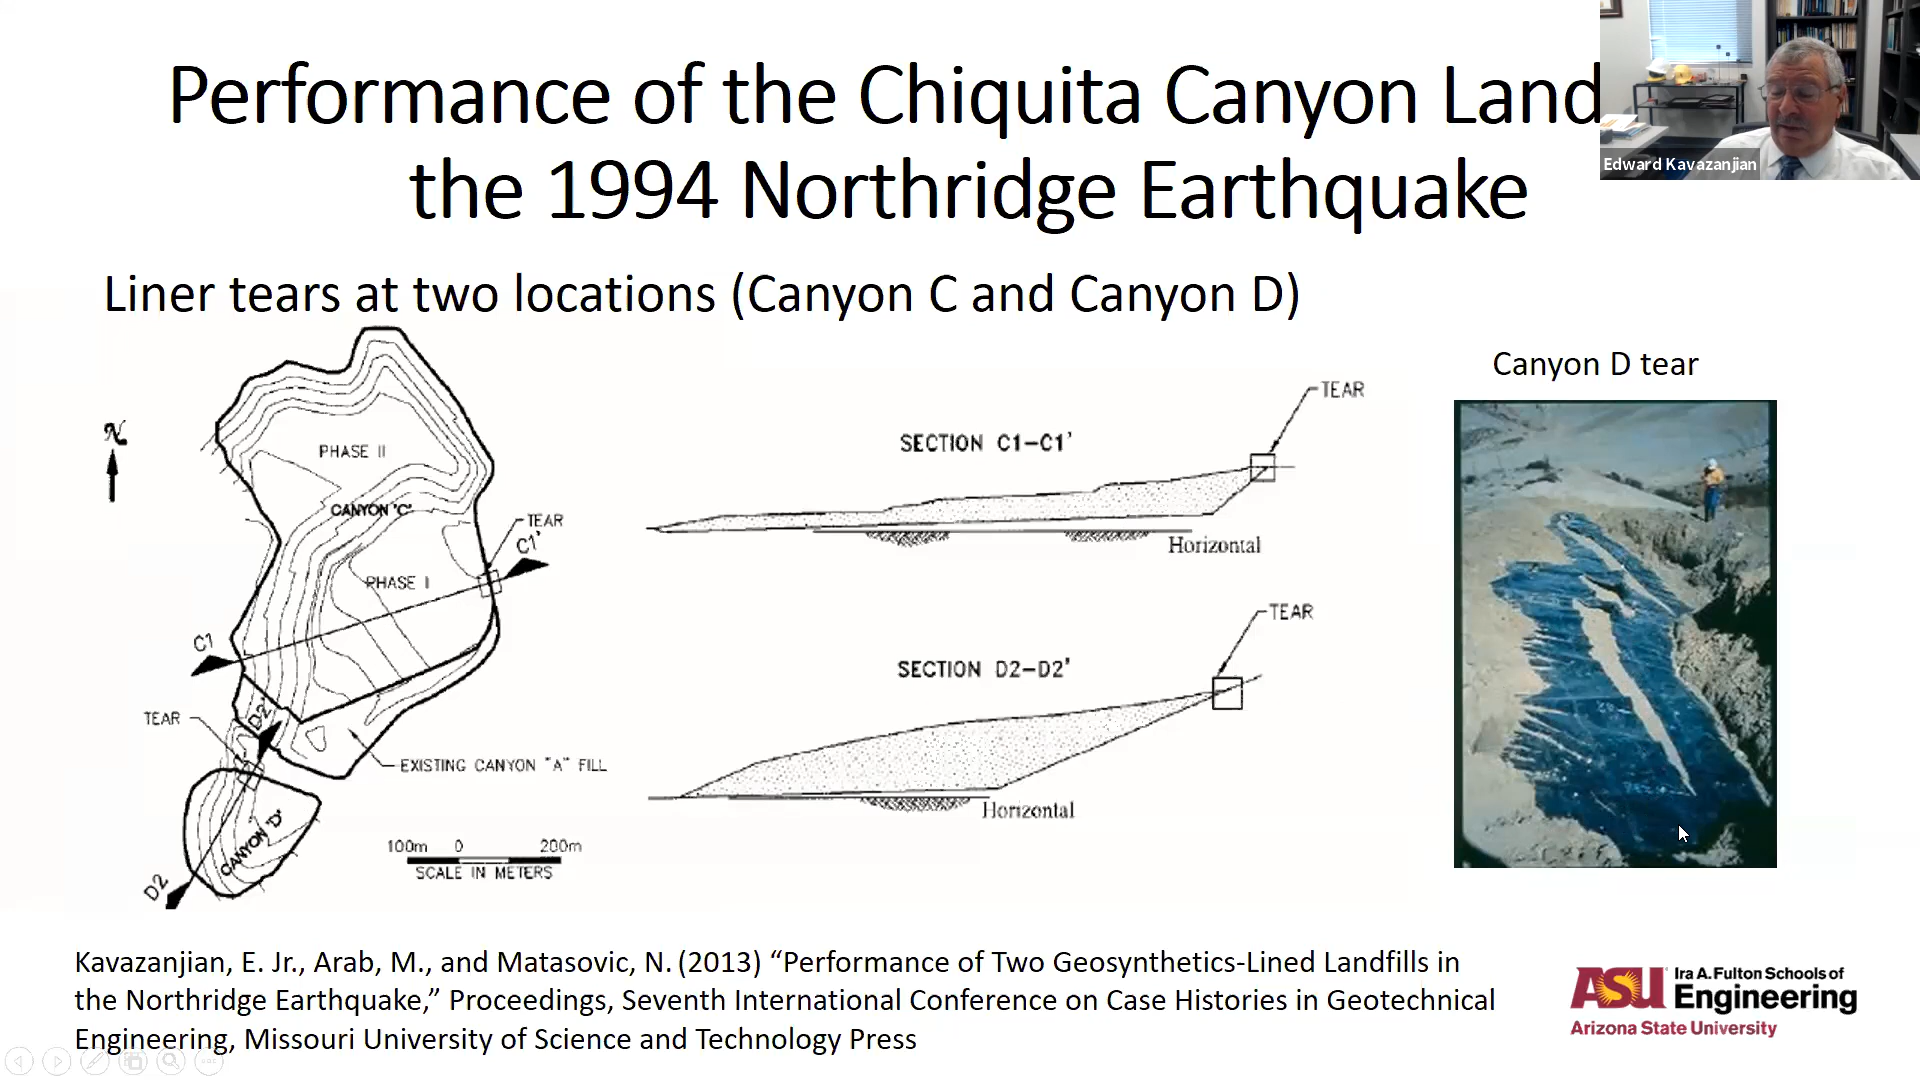 Performance of the Chiquita Canyon Land
the 1994 Northridge Earthquake
Edward Kavazanjian
Liner tears at two locations (Canyon C and Canyon D)
N
PHASE II
CANYON "C"
TEAR
C1'
PHASE I
C1
TEAR
D2'
EXISTING CANYON "A" FILL
CANYON "D"
D2
100m 0 200m
SCALE IN METERS
TEAR
SECTION C1-C1'
Horizontal
TEAR
SECTION D2-D2'
Horizontal
Canyon D tear
Kavazanjian, E. Jr., Arab, M., and Matasovic, N. (2013) “Performance of Two Geosynthetics-Lined Landfills in
the Northridge Earthquake,” Proceedings, Seventh International Conference on Case Histories in Geotechnical
Engineering, Missouri University of Science and Technology Press
ASU Ira A. Fulton Schools of
Engineering
Arizona State University